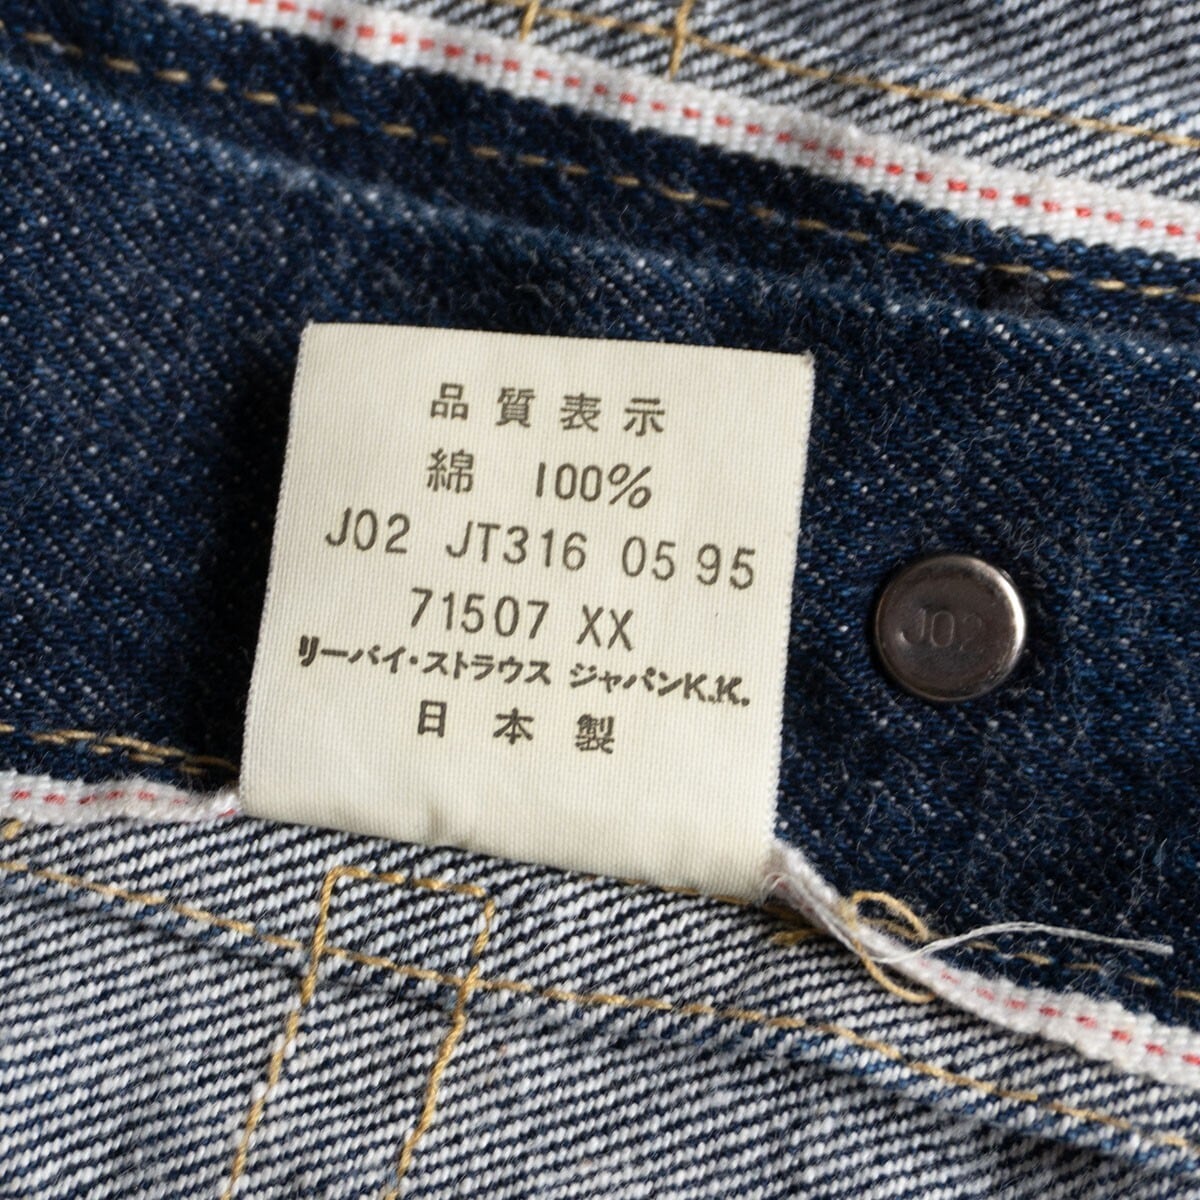 品質表示
綿 100%
J02 JT316 05 95
71507 XX
リーバイ・ストラウス ジャパンK.K.
日本製
J02